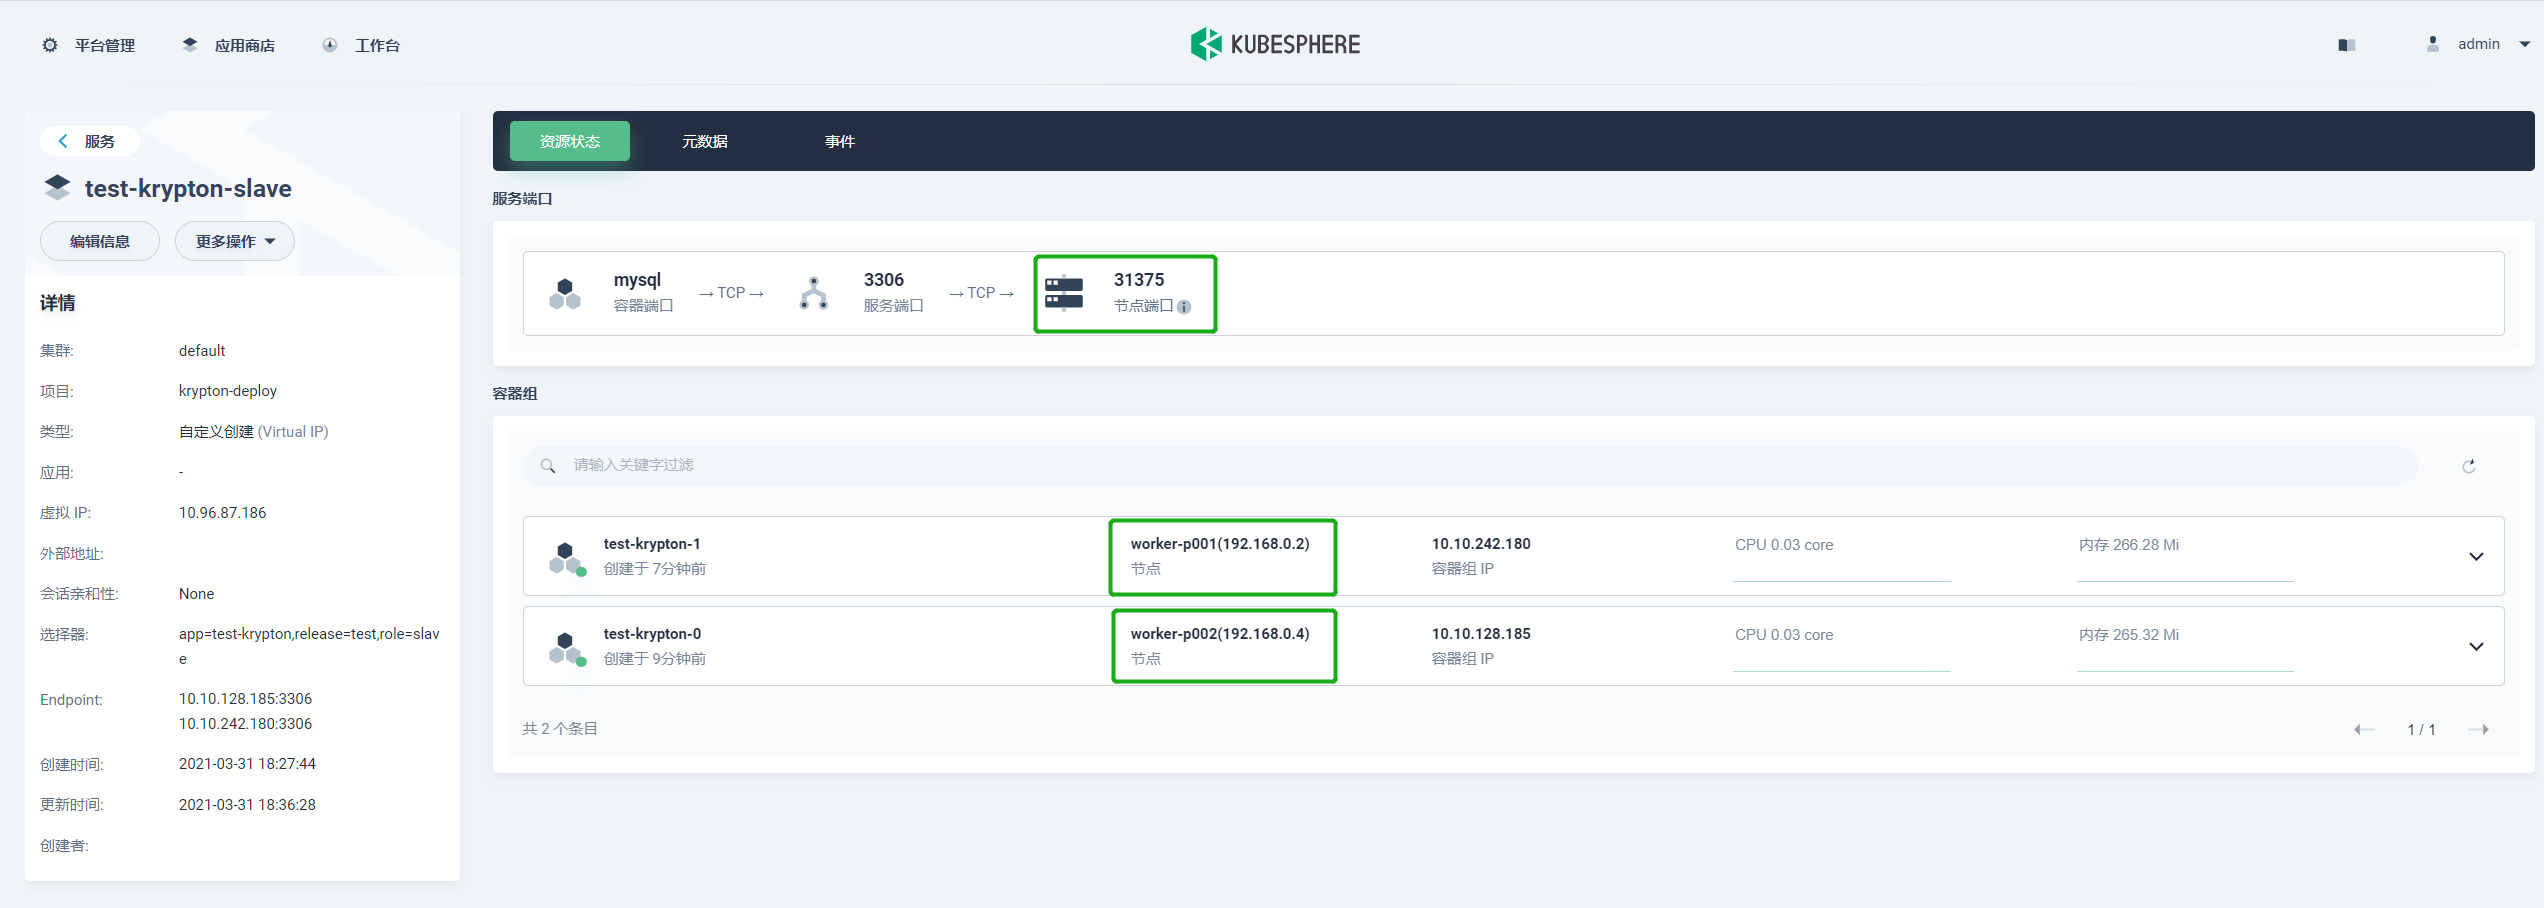 平台管理
应用商店
工作台
KUBESPHERE
admin
服务
test-krypton-slave
编辑信息
更多操作
详情
集群: default
项目: krypton-deploy
类型: 自定义创建 (Virtual IP)
应用: -
虚拟 IP: 10.96.87.186
外部地址:
会话亲和性: None
选择器: app=test-krypton,release=test,role=slav
e
Endpoint: 10.10.128.185:3306
10.10.242.180:3306
创建时间: 2021-03-31 18:27:44
更新时间: 2021-03-31 18:36:28
创建者:
资源状态
元数据
事件
服务端口
mysql
容器端口
→ TCP →
3306
服务端口
→ TCP →
31375
节点端口
容器组
请输入关键字过滤
test-krypton-1
创建于 7分钟前
worker-p001(192.168.0.2)
节点
10.10.242.180
容器组 IP
CPU 0.03 core
内存 266.28 Mi
test-krypton-0
创建于 9分钟前
worker-p002(192.168.0.4)
节点
10.10.128.185
容器组 IP
CPU 0.03 core
内存 265.32 Mi
共 2 个条目
1 / 1